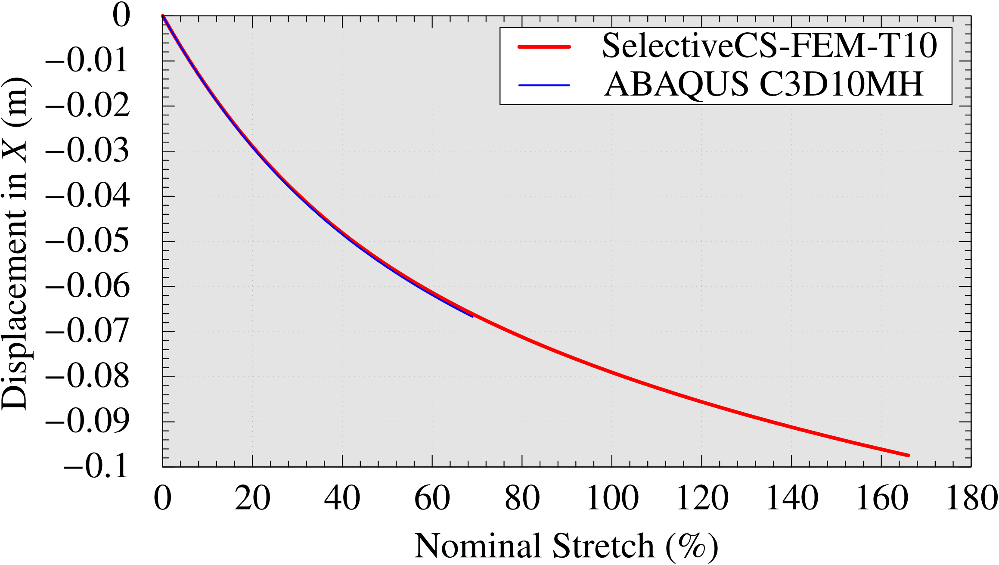 0
−0.01
−0.02
−0.03
−0.04
−0.05
−0.06
−0.07
−0.08
−0.09
−0.1
Displacement in X (m)
SelectiveCS-FEM-T10
ABAQUS C3D10MH
0 20 40 60 80 100 120 140 160 180
Nominal Stretch (%)